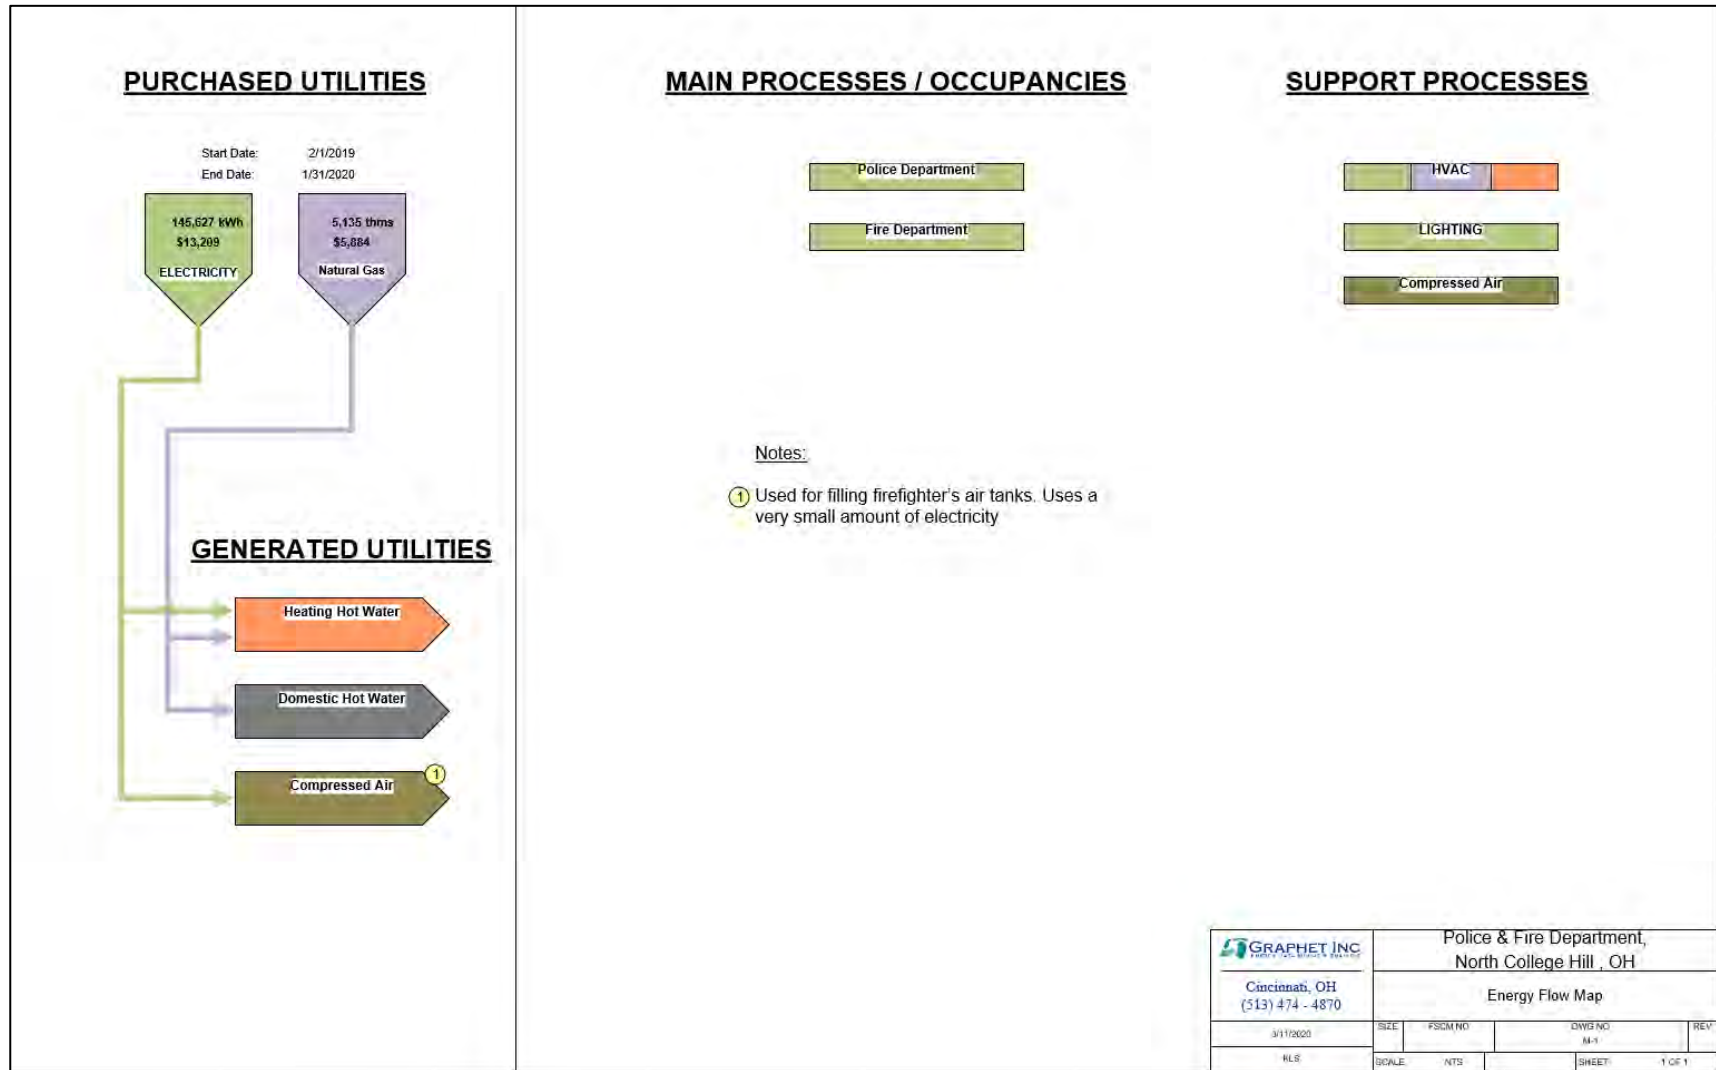 PURCHASED UTILITIES
Start Date: 2/1/2019
End Date: 1/31/2020
145,627 kWh
$13,209
ELECTRICITY
5,135 thms
$5,884
Natural Gas
GENERATED UTILITIES
Heating Hot Water
Domestic Hot Water
Compressed Air
1
MAIN PROCESSES / OCCUPANCIES
Police Department
Fire Department
Notes:
1 Used for filling firefighter's air tanks. Uses a
very small amount of electricity
SUPPORT PROCESSES
HVAC
LIGHTING
Compressed Air
GRAPHET INC
Cincinnati, OH
(513) 474 - 4870
3/11/2020
KLS
Police & Fire Department,
North College Hill , OH
Energy Flow Map
SIZE FSCM NO DWG NO REV
M-1
SCALE NTS SHEET 1 OF 1